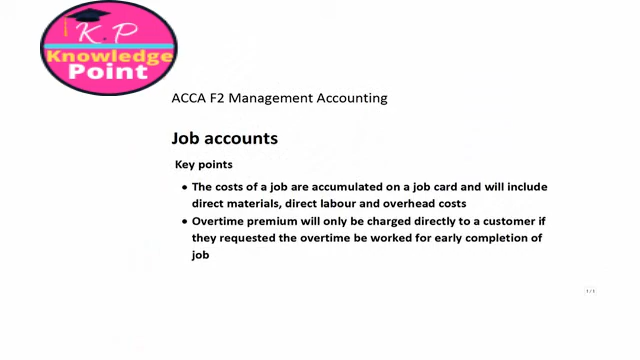 K.P
Knowledge
Point
ACCA F2 Management Accounting
Job accounts
Key points
• The costs of a job are accumulated on a job card and will include
direct materials, direct labour and overhead costs
• Overtime premium will only be charged directly to a customer if
they requested the overtime be worked for early completion of
job
1 / 1